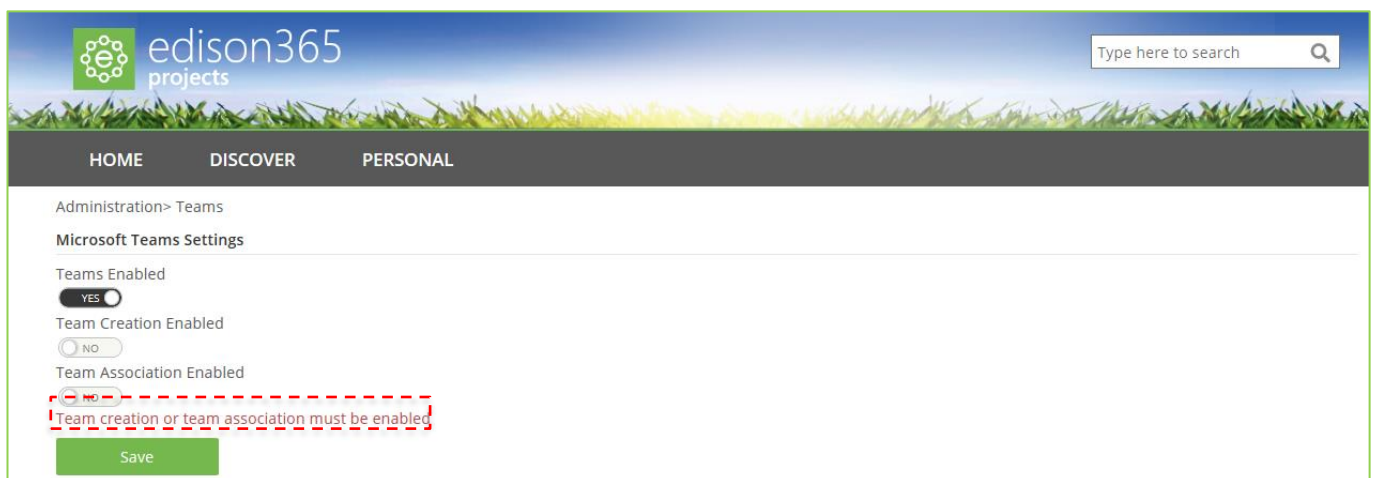 edison365
projects
Type here to search
HOME DISCOVER PERSONAL
Administration> Teams
Microsoft Teams Settings
Teams Enabled
YES
Team Creation Enabled
NO
Team Association Enabled
NO
Team creation or team association must be enabled
Save